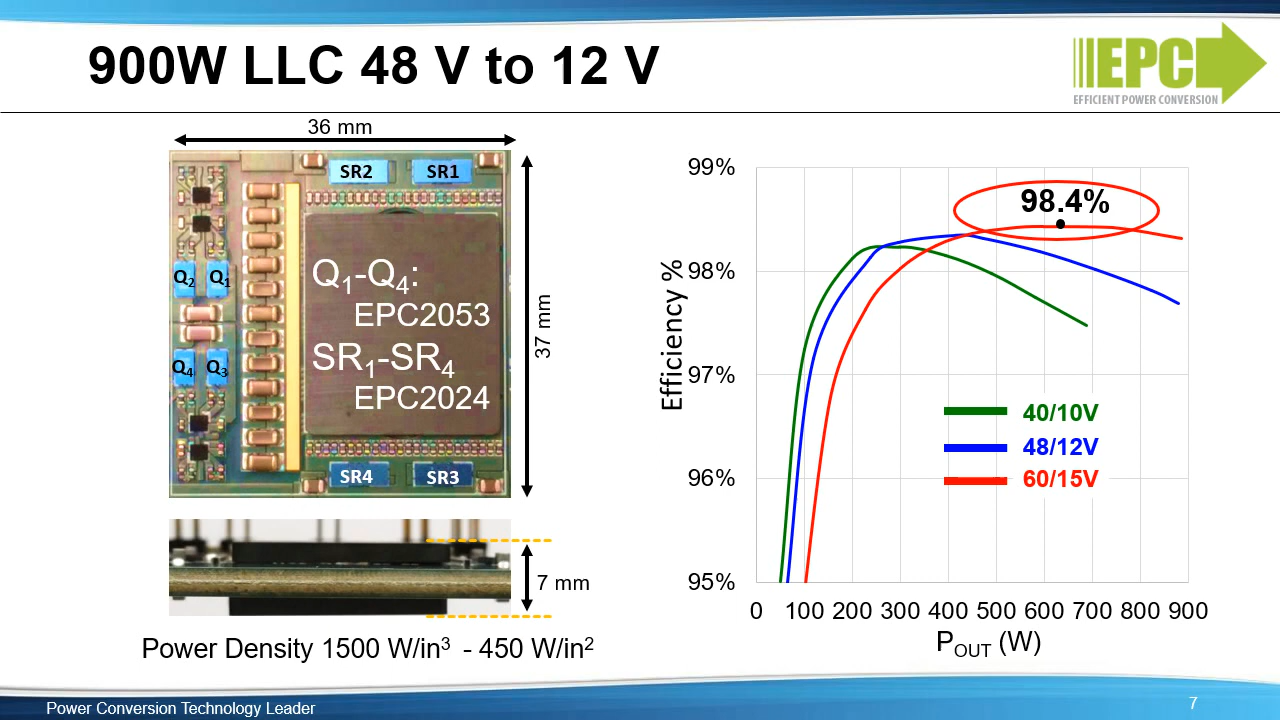 900W LLC 48 V to 12 V
EPC
EFFICIENT POWER CONVERSION
36 mm
SR2
SR1
Q2
Q1
Q1-Q4:
EPC2053
SR1-SR4
EPC2024
Q4
Q3
SR4
SR3
37 mm
7 mm
Power Density 1500 W/in³ - 450 W/in²
99%
98%
97%
96%
95%
Efficiency %
98.4%
40/10V
48/12V
60/15V
0 100 200 300 400 500 600 700 800 900
POUT (W)
Power Conversion Technology Leader
7